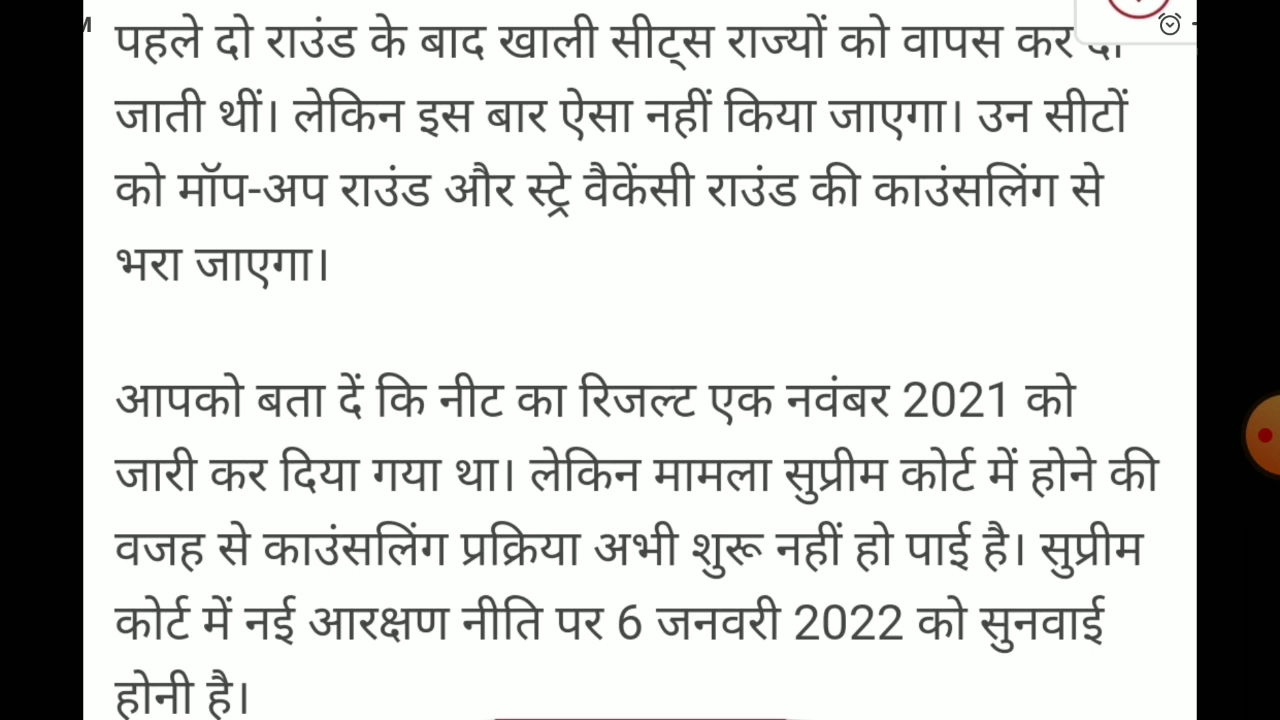 M
पहले दो राउंड के बाद खाली सीट्स राज्यों को वापस कर
जाती थीं। लेकिन इस बार ऐसा नहीं किया जाएगा। उन सीटों
को मॉप-अप राउंड और स्ट्रे वैकेंसी राउंड की काउंसलिंग से
भरा जाएगा।
आपको बता दें कि नीट का रिजल्ट एक नवंबर 2021 को
जारी कर दिया गया था। लेकिन मामला सुप्रीम कोर्ट में होने की
वजह से काउंसलिंग प्रक्रिया अभी शुरू नहीं हो पाई है। सुप्रीम
कोर्ट में नई आरक्षण नीति पर 6 जनवरी 2022 को सुनवाई
होनी है।